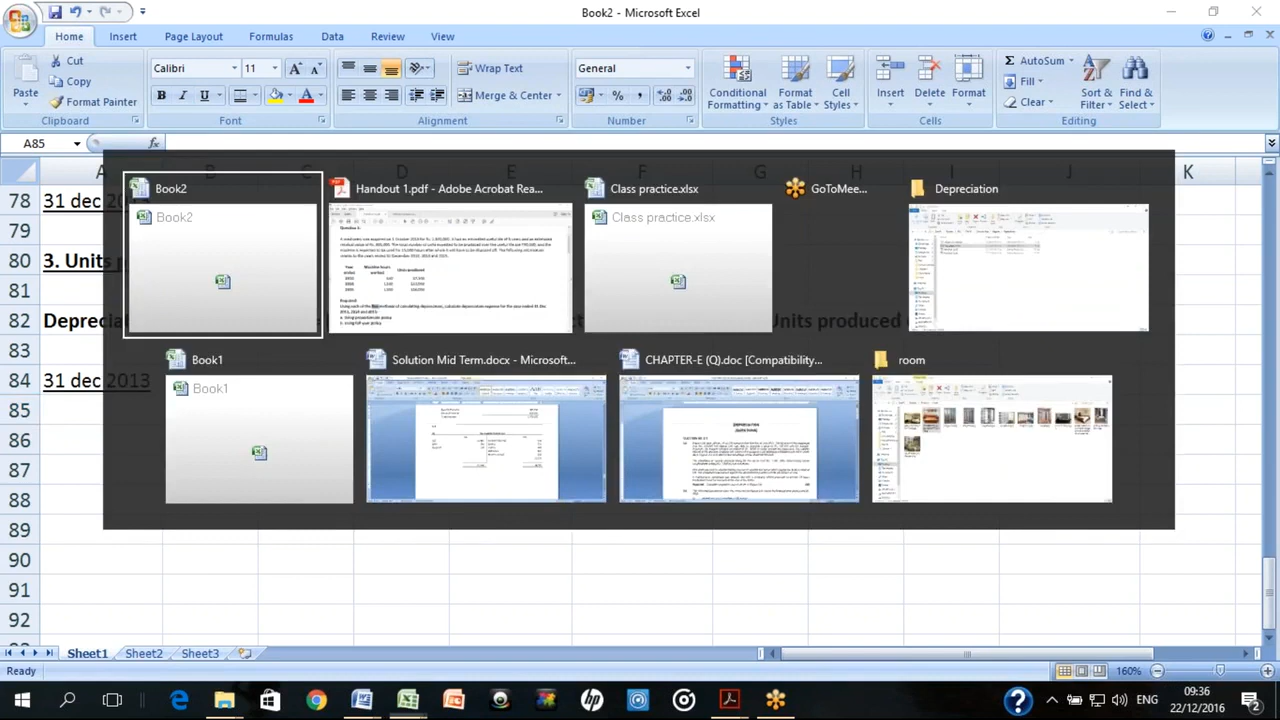 Book2 - Microsoft Excel
Home Insert Page Layout Formulas Data Review View
Paste
Cut
Copy
Format Painter
Calibri 11
B I U
Wrap Text
Merge & Center
General
Conditional Formatting
Format as Table
Cell Styles
Insert Delete Format
AutoSum
Fill
Clear
Sort & Filter
Find & Select
Clipboard Font Alignment Number Styles Cells Editing
A85 fx
A B C D E F G H I J K
78 31 dec
79
80 3. Units
81
82 Deprecia Units produced
83
84 31 dec 2013
85
86
87
88
89
90
91
92
Book2
Book2
Handout 1.pdf - Adobe Acrobat Rea...
Class practice.xlsx
Class practice.xlsx
GoToMee...
Depreciation
Book1
Book1
Solution Mid Term.docx - Microsoft...
CHAPTER-E (Q).doc [Compatibility...
room
Sheet1 Sheet2 Sheet3
Ready 160%
ENG 09:36
22/12/2016
2